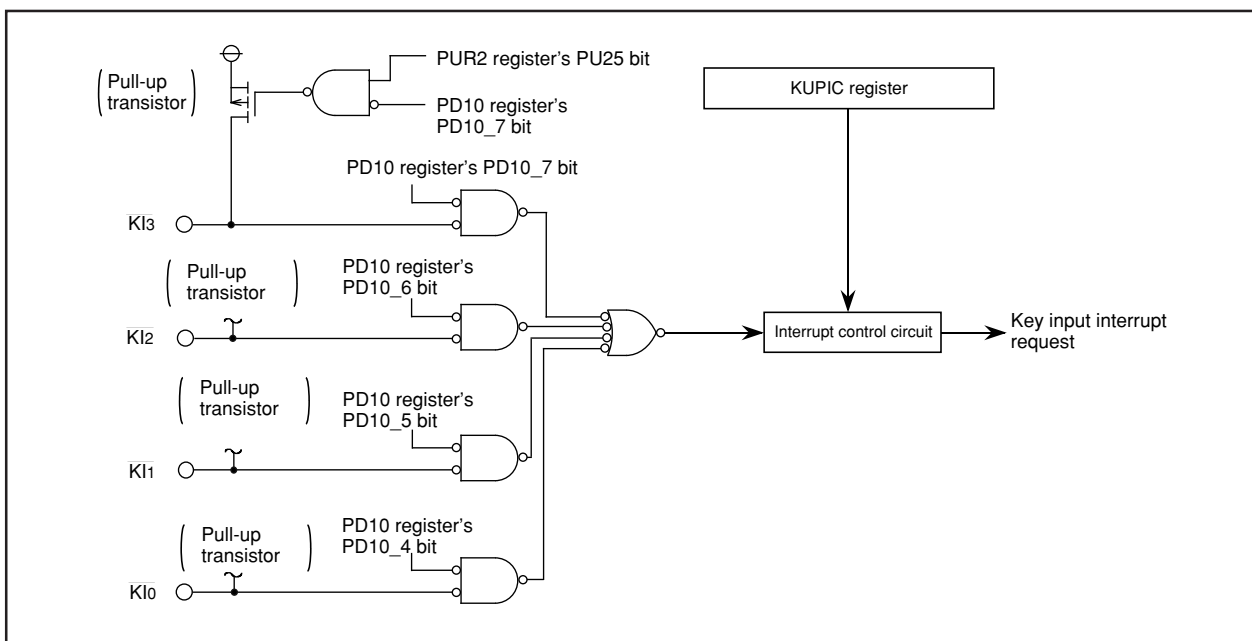 ( Pull-up
transistor )
PUR2 register's PU25 bit
PD10 register's
PD10_7 bit
KUPIC register
PD10 register's PD10_7 bit
KI3
( Pull-up
transistor )
PD10 register's
PD10_6 bit
KI2
Interrupt control circuit
Key input interrupt
request
( Pull-up
transistor )
PD10 register's
PD10_5 bit
KI1
( Pull-up
transistor )
PD10 register's
PD10_4 bit
KI0